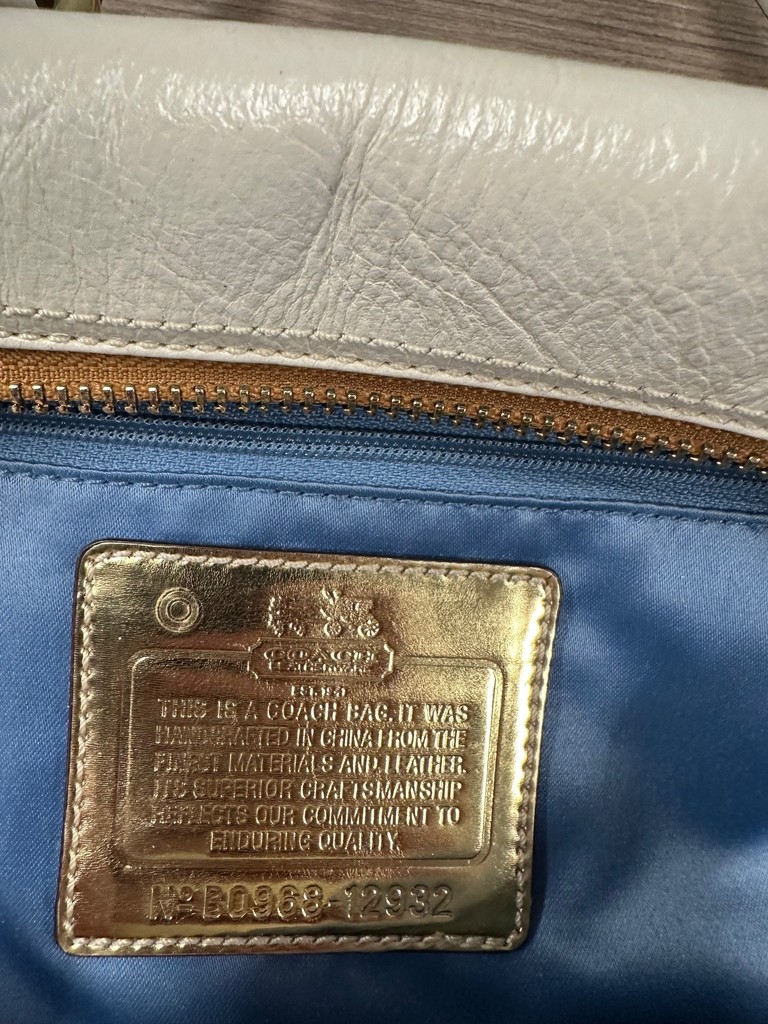 COACH
LEATHERWARE
EST. 1941
THIS IS A COACH BAG. IT WAS
HANDCRAFTED IN CHINA FROM THE
FINEST MATERIALS AND LEATHER.
ITS SUPERIOR CRAFTSMANSHIP
REFLECTS OUR COMMITMENT TO
ENDURING QUALITY.
Nº B0968-12932